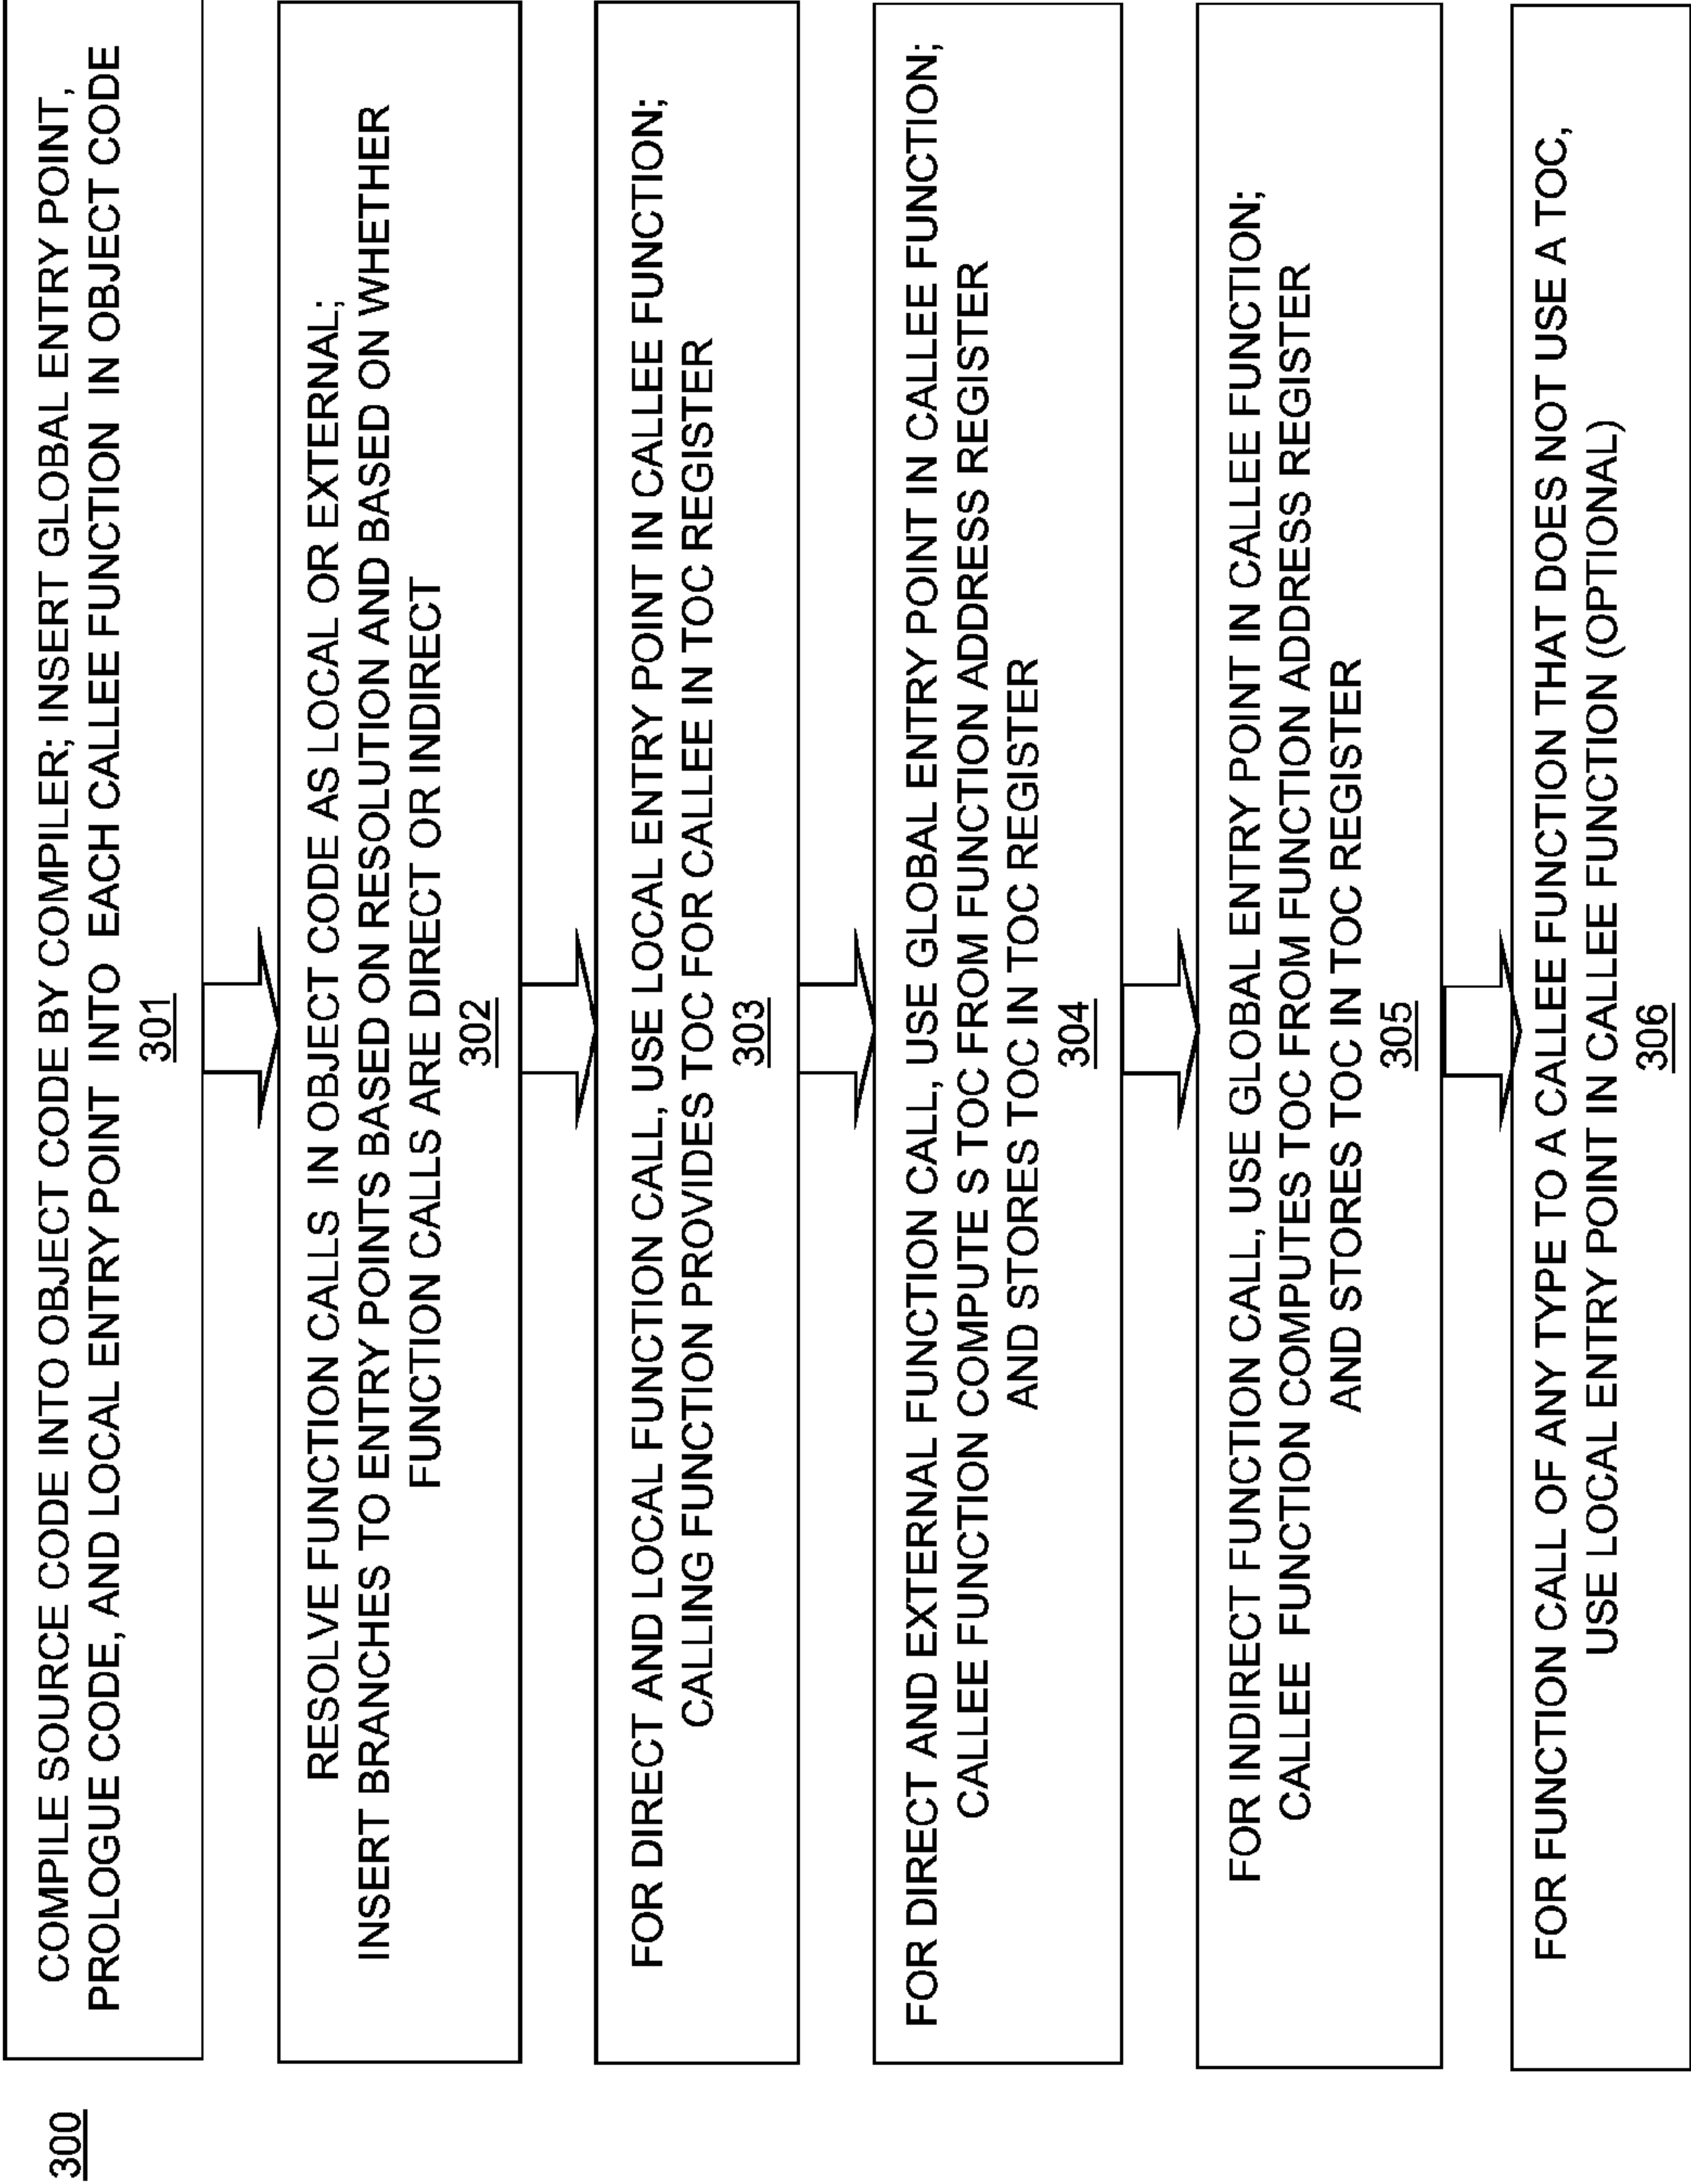 300
COMPILE SOURCE CODE INTO OBJECT CODE BY COMPILER; INSERT GLOBAL ENTRY POINT,
PROLOGUE CODE, AND LOCAL ENTRY POINT INTO EACH CALLEE FUNCTION IN OBJECT CODE
301
RESOLVE FUNCTION CALLS IN OBJECT CODE AS LOCAL OR EXTERNAL;
INSERT BRANCHES TO ENTRY POINTS BASED ON RESOLUTION AND BASED ON WHETHER
FUNCTION CALLS ARE DIRECT OR INDIRECT
302
FOR DIRECT AND LOCAL FUNCTION CALL, USE LOCAL ENTRY POINT IN CALLEE FUNCTION;
CALLING FUNCTION PROVIDES TOC FOR CALLEE IN TOC REGISTER
303
FOR DIRECT AND EXTERNAL FUNCTION CALL, USE GLOBAL ENTRY POINT IN CALLEE FUNCTION;
CALLEE FUNCTION COMPUTE S TOC FROM FUNCTION ADDRESS REGISTER
AND STORES TOC IN TOC REGISTER
304
FOR INDIRECT FUNCTION CALL, USE GLOBAL ENTRY POINT IN CALLEE FUNCTION;
CALLEE FUNCTION COMPUTES TOC FROM FUNCTION ADDRESS REGISTER
AND STORES TOC IN TOC REGISTER
305
FOR FUNCTION CALL OF ANY TYPE TO A CALLEE FUNCTION THAT DOES NOT USE A TOC,
USE LOCAL ENTRY POINT IN CALLEE FUNCTION (OPTIONAL)
306